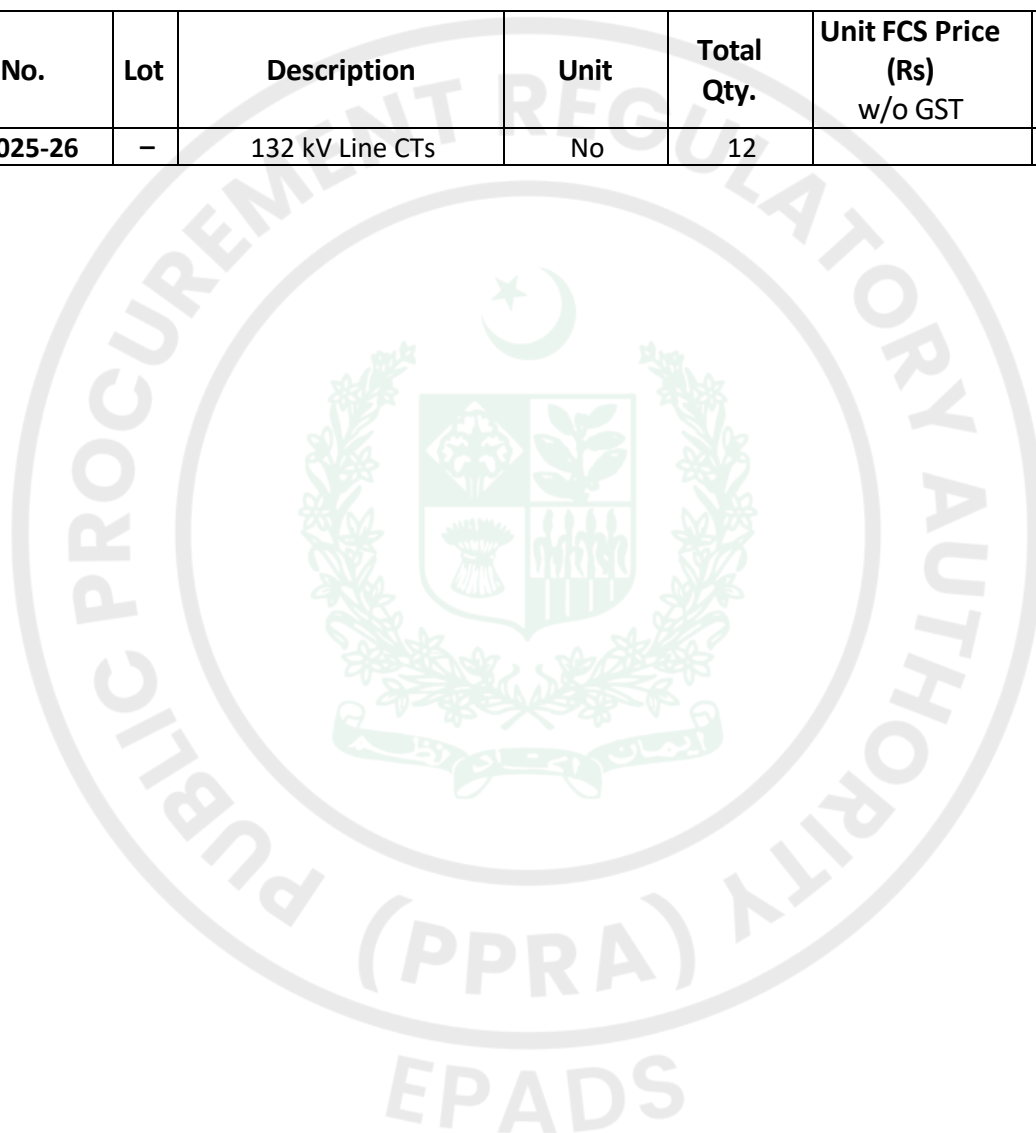 No. Lot Description Unit Total Qty. Unit FCS Price (Rs) w/o GST
025-26 – 132 kV Line CTs No 12
PUBLIC PROCUREMENT REGULATORY AUTHORITY
(PPRA)
EPADS